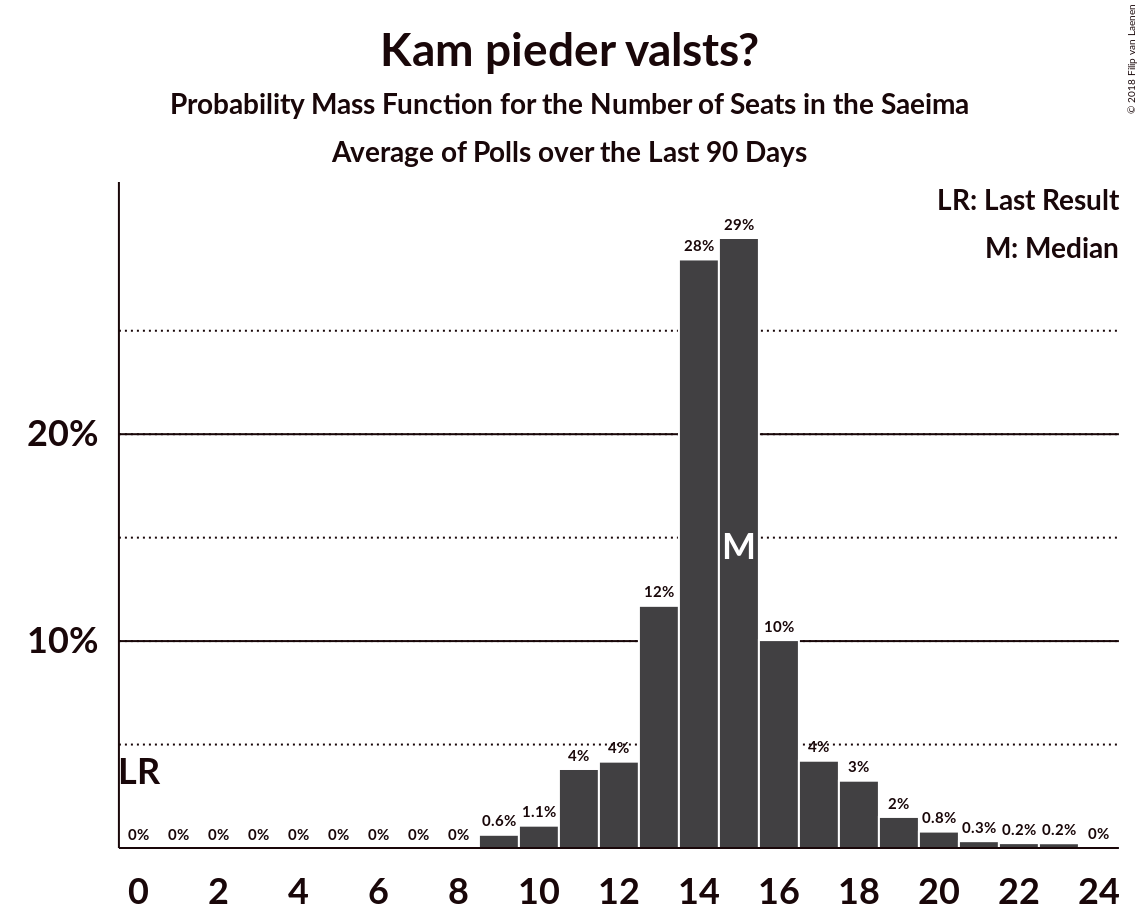 Kam pieder valsts?
Probability Mass Function for the Number of Seats in the Saeima
Average of Polls over the Last 90 Days
© 2018 Filip van Laenen
LR: Last Result
M: Median
20%
10%
0% 0% 0% 0% 0% 0% 0% 0% 0% 0.6% 1.1% 4% 4% 12% 28% 29% 10% 4% 3% 2% 0.8% 0.3% 0.2% 0.2% 0%
LR
M
0 2 4 6 8 10 12 14 16 18 20 22 24